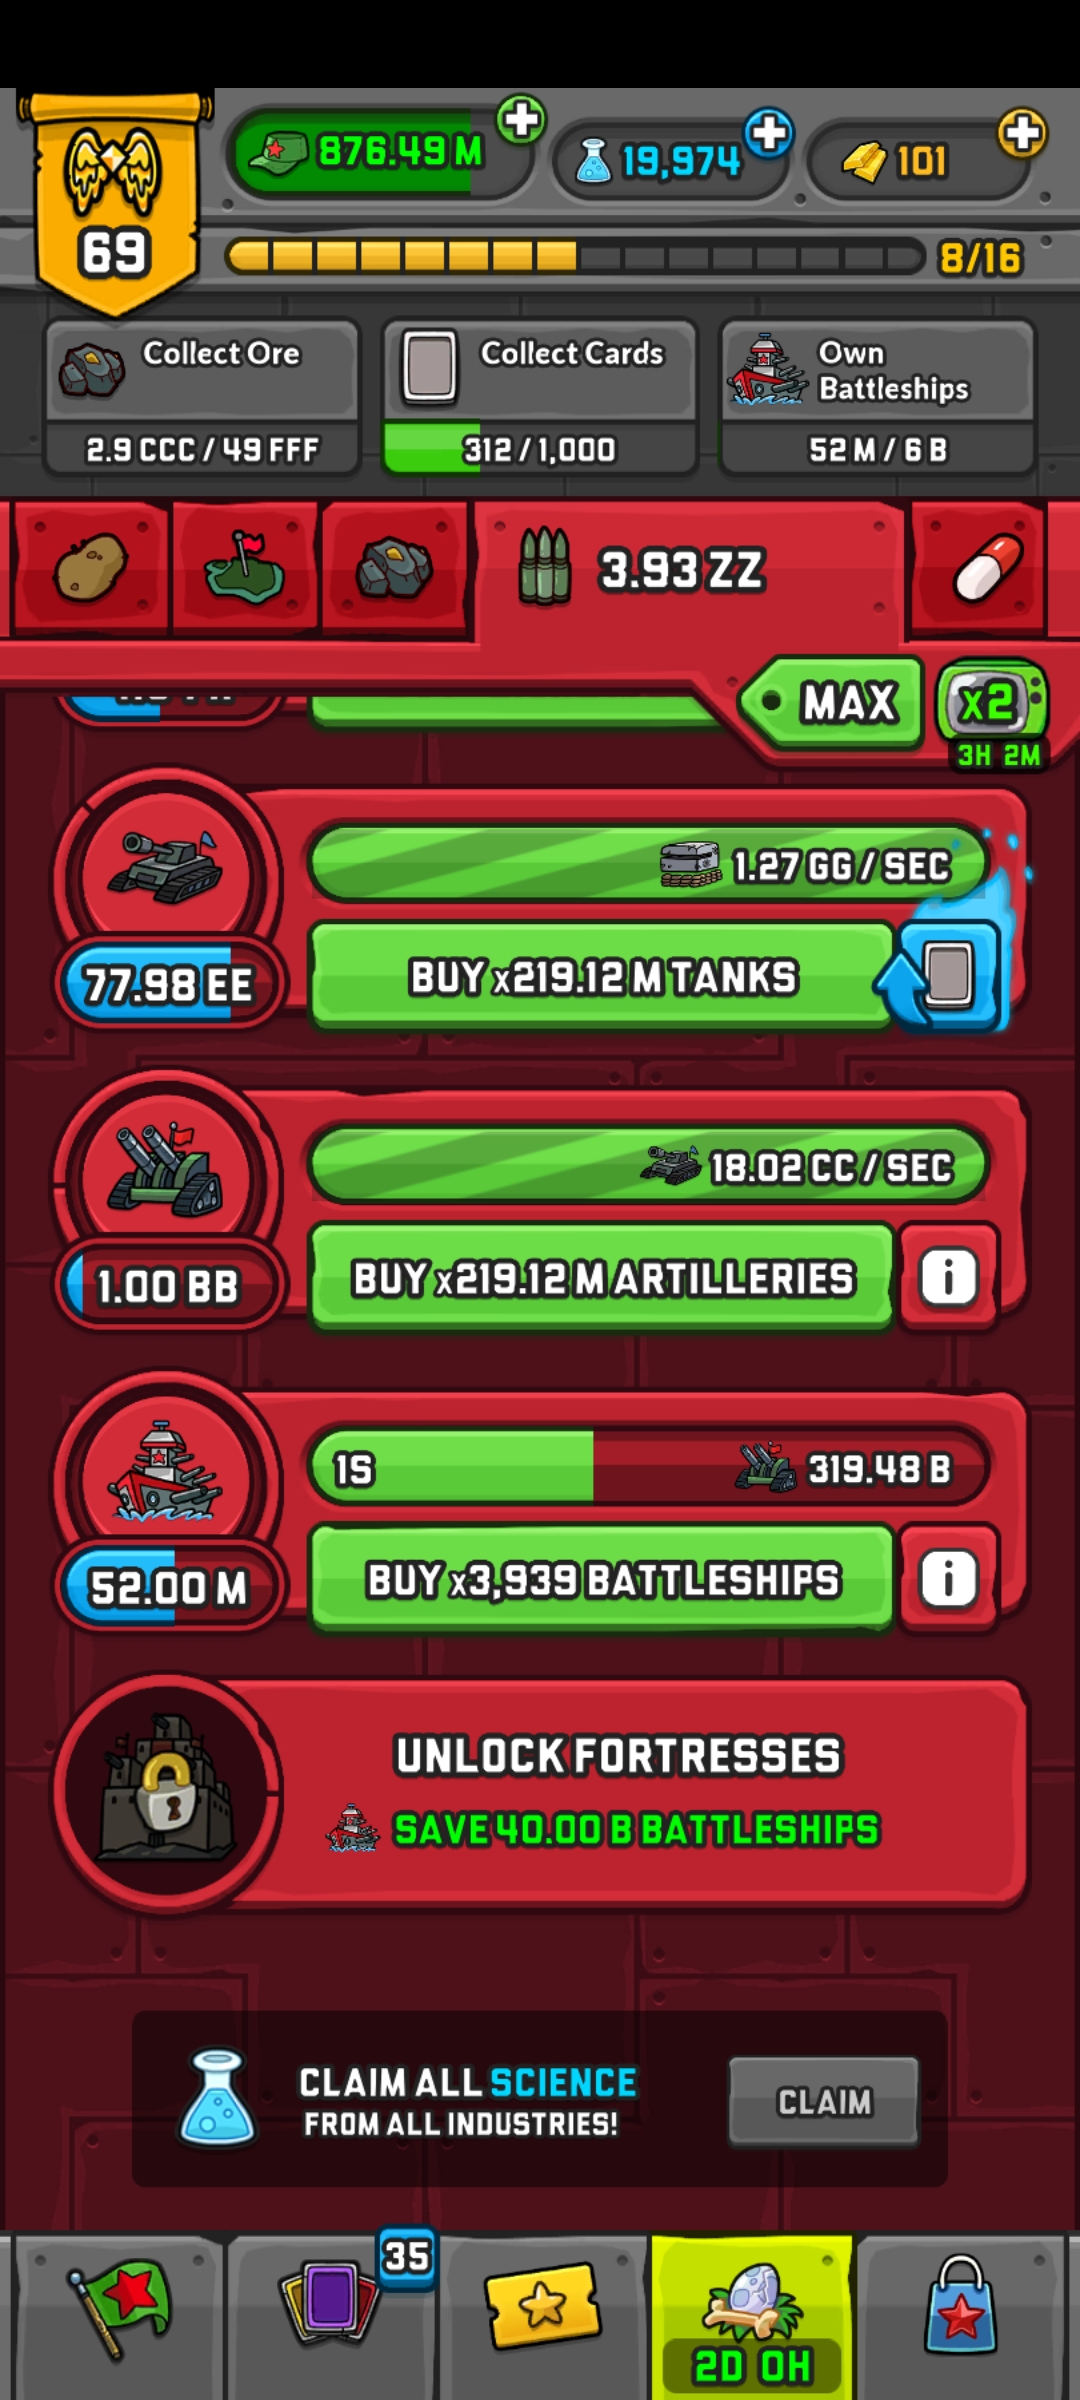 69
876.49 M
19,974
101
8/16
Collect Ore
2.9 CCC / 49 FFF
Collect Cards
312 / 1,000
Own
Battleships
52 M / 6 B
3.93 ZZ
MAX
x2
3H 2M
1.27 GG / SEC
77.98 EE
BUY x219.12 M TANKS
18.02 CC / SEC
1.00 BB
BUY x219.12 M ARTILLERIES
i
1S
319.48 B
52.00 M
BUY x3,939 BATTLESHIPS
i
UNLOCK FORTRESSES
SAVE 40.00 B BATTLESHIPS
CLAIM ALL SCIENCE
FROM ALL INDUSTRIES!
CLAIM
35
2D 0H